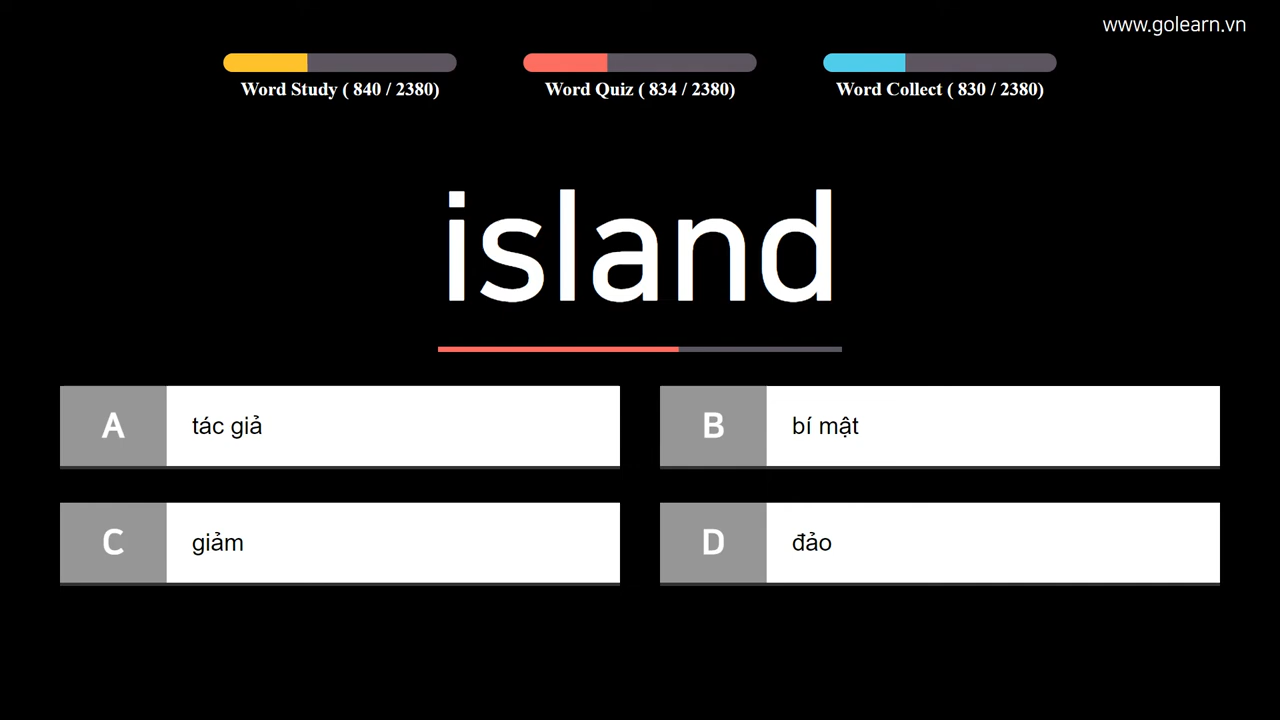 www.golearn.vn
Word Study ( 840 / 2380)
Word Quiz ( 834 / 2380)
Word Collect ( 830 / 2380)
island
A tác giả
B bí mật
C giảm
D đảo